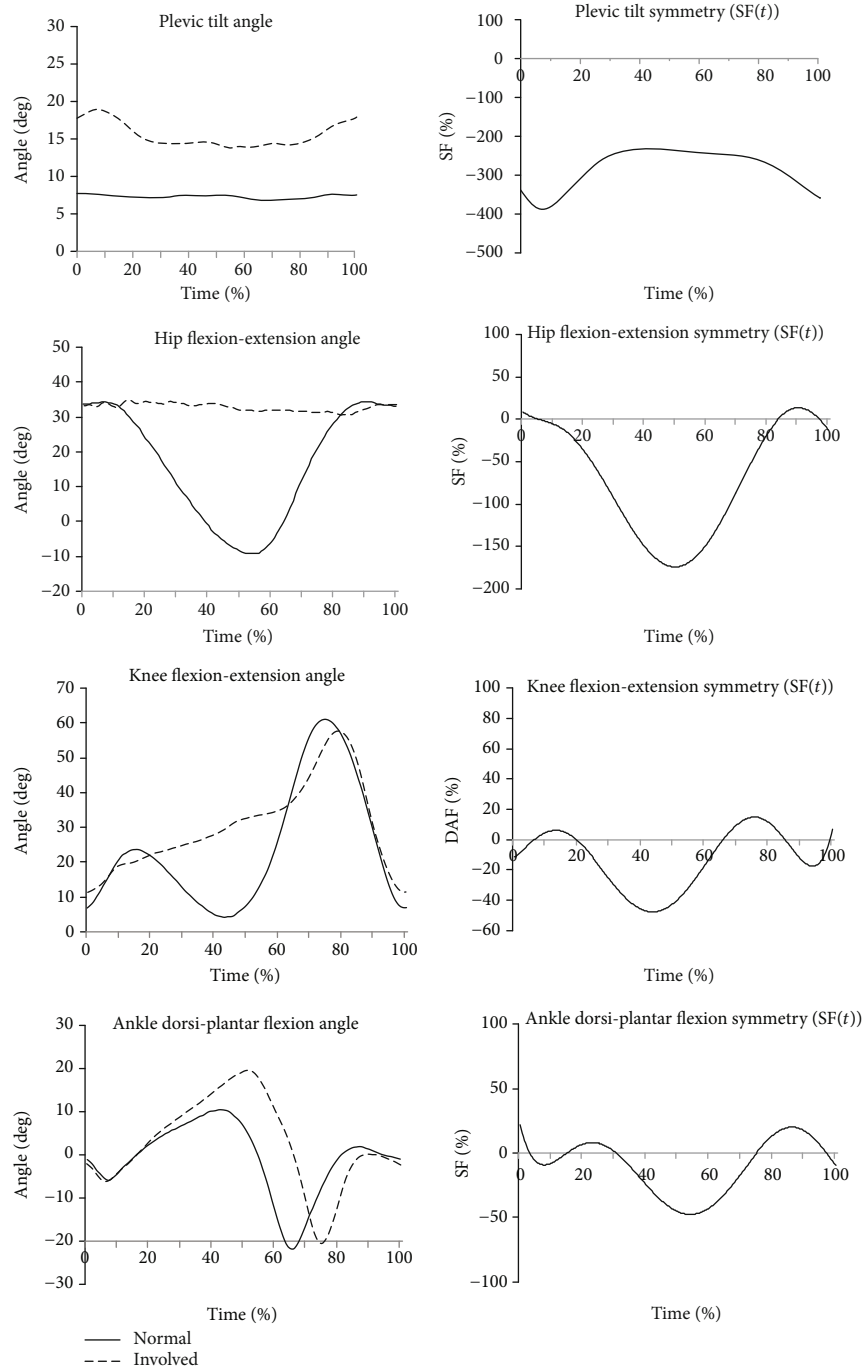 Plevic tilt angle
30
25
20
15
10
5
0
Angle (deg)
0 20 40 60 80 100
Time (%)
Plevic tilt symmetry (SF(t))
100
0
−100
−200
−300
−400
−500
SF (%)
0 20 40 60 80 100
Time (%)
Hip flexion-extension angle
50
40
30
20
10
0
−10
−20
Angle (deg)
0 20 40 60 80 100
Time (%)
Hip flexion-extension symmetry (SF(t))
100
50
0
−50
−100
−150
−200
SF (%)
0 20 40 60 80 100
Time (%)
Knee flexion-extension angle
70
60
50
40
30
20
10
0
Angle (deg)
0 20 40 60 80 100
Time (%)
Knee flexion-extension symmetry (SF(t))
100
80
60
40
20
0
−20
−40
−60
DAF (%)
0 20 40 60 80 100
Time (%)
Ankle dorsi-plantar flexion angle
30
20
10
0
−10
−20
−30
Angle (deg)
0 20 40 60 80 100
Time (%)
Ankle dorsi-plantar flexion symmetry (SF(t))
100
50
0
−50
−100
SF (%)
0 20 40 60 80 100
Time (%)
Normal
Involved